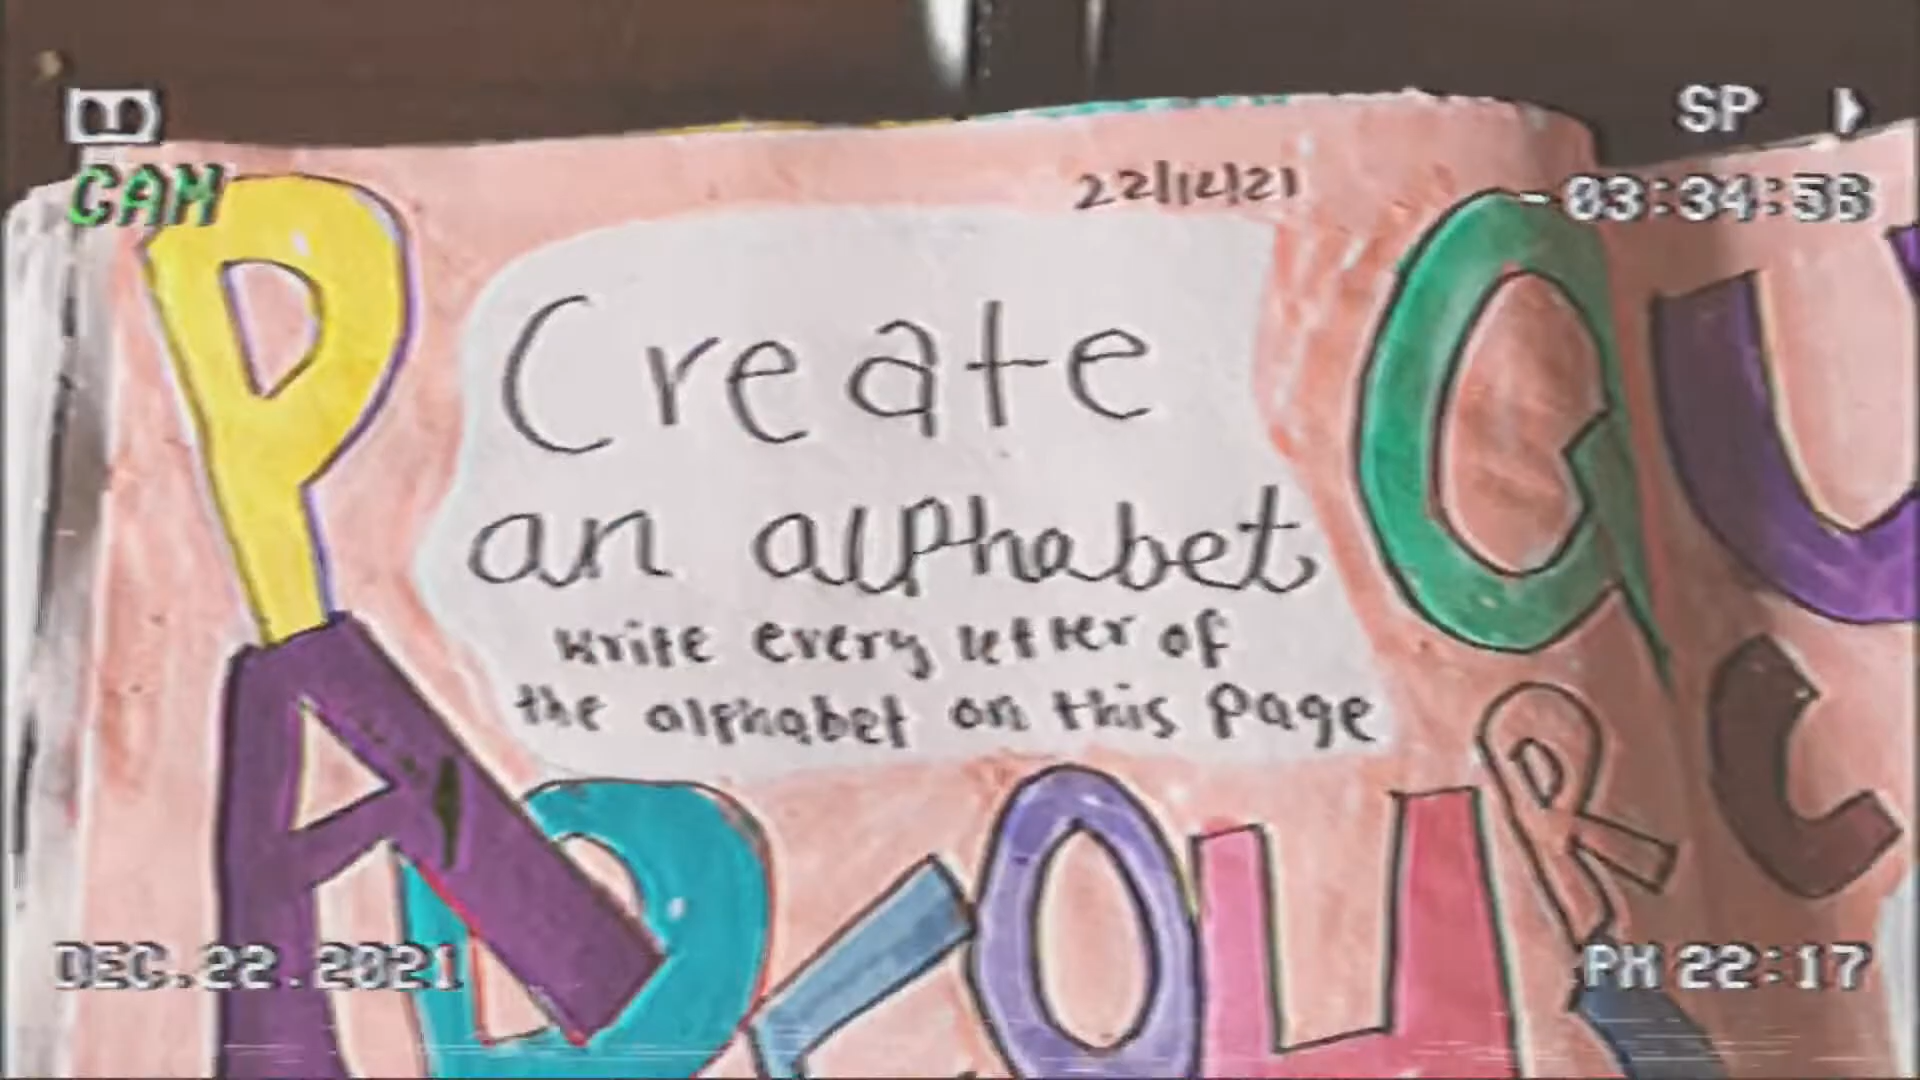 SP
CAM
22/12/21
-03:34:56
P
Q
U
Create
an alphabet
write every letter of
the alphabet on this page
A
D
O
R
C
DEC.22.2021
PM 22:17